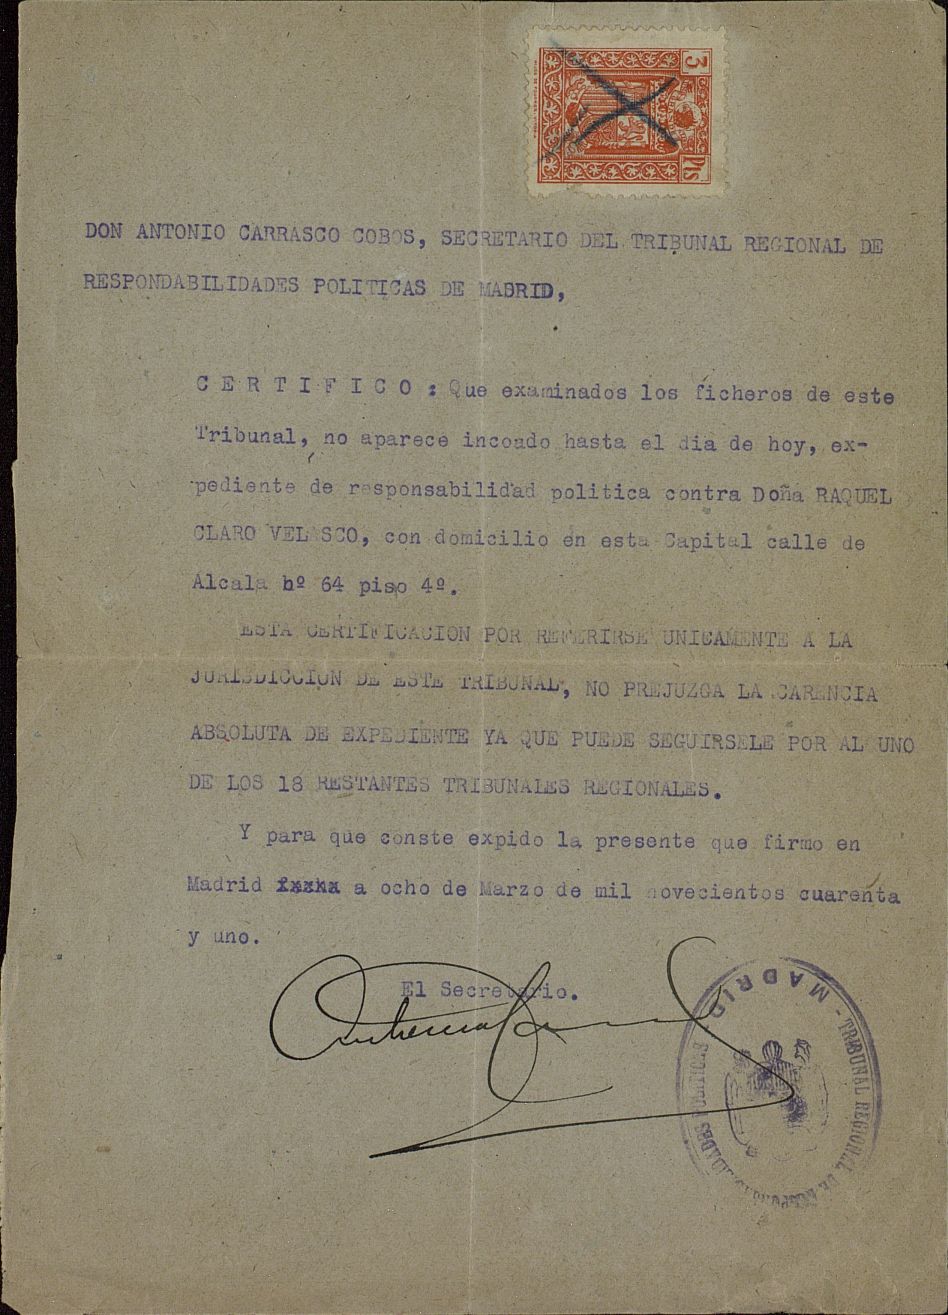 3
Pts
DON ANTONIO CARRASCO COBOS, SECRETARIO DEL TRIBUNAL REGIONAL DE
RESPONDABILIDADES POLITICAS DE MADRID,
C E R T I F I C O : Que examinados los ficheros de este
Tribunal, no aparece incoado hasta el dia de hoy, ex-
pediente de responsabilidad politica contra Doña RAQUEL
CLARO VELASCO, con domicilio en esta Capital calle de
Alcala hº 64 piso 4º.
ESTA CERTIFICACION POR REFERIRSE UNICAMENTE A LA
JURISDICCION DE ESTE TRIBUNAL, NO PREJUZGA LA CARENCIA
ABSOLUTA DE EXPEDIENTE YA QUE PUEDE SEGUIRSELE POR ALGUNO
DE LOS 18 RESTANTES TRIBUNALES REGIONALES.
Y para que conste expido la presente que firmo en
Madrid a ocho de Marzo de mil novecientos cuarenta
y uno.
El Secretario.
TRIBUNAL REGIONAL DE RESPONSABILIDADES POLITICAS
- MADRID -